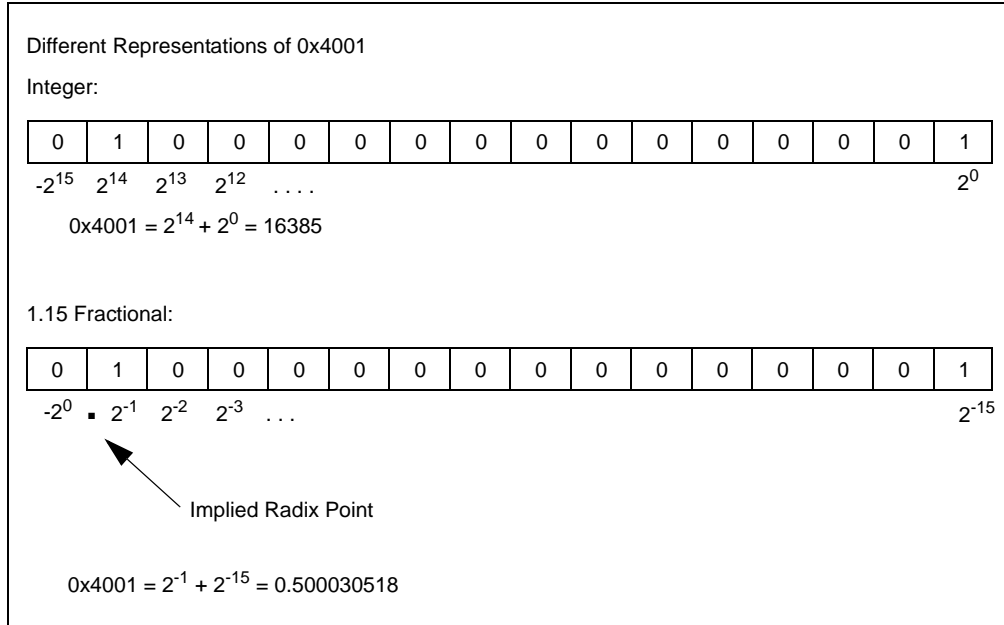 Different Representations of 0x4001
Integer:
0 1 0 0 0 0 0 0 0 0 0 0 0 0 0 1
-2^15 2^14 2^13 2^12 . . . . 2^0
0x4001 = 2^14 + 2^0 = 16385
1.15 Fractional:
0 1 0 0 0 0 0 0 0 0 0 0 0 0 0 1
-2^0 . 2^-1 2^-2 2^-3 . . . 2^-15
Implied Radix Point
0x4001 = 2^-1 + 2^-15 = 0.500030518